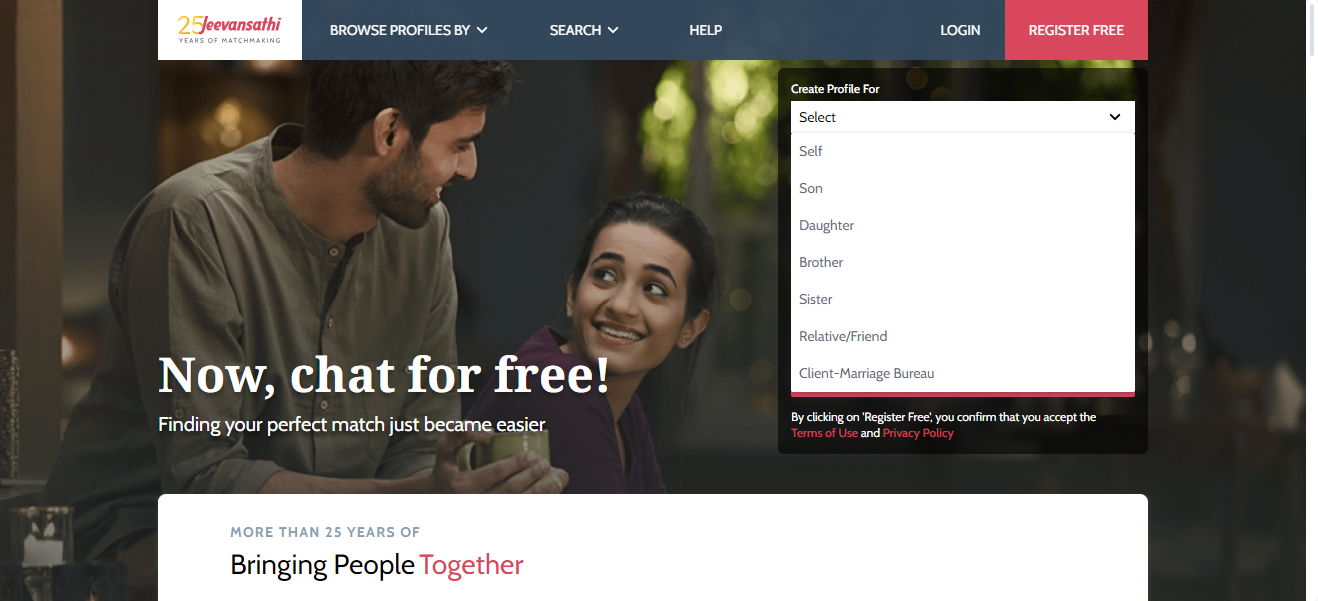 25 Jeevansathi
YEARS OF MATCHMAKING
BROWSE PROFILES BY
SEARCH
HELP
LOGIN
REGISTER FREE
Create Profile For
Select
Self
Son
Daughter
Brother
Sister
Relative/Friend
Client-Marriage Bureau
By clicking on 'Register Free', you confirm that you accept the
Terms of Use and Privacy Policy
Now, chat for free!
Finding your perfect match just became easier
MORE THAN 25 YEARS OF
Bringing People Together